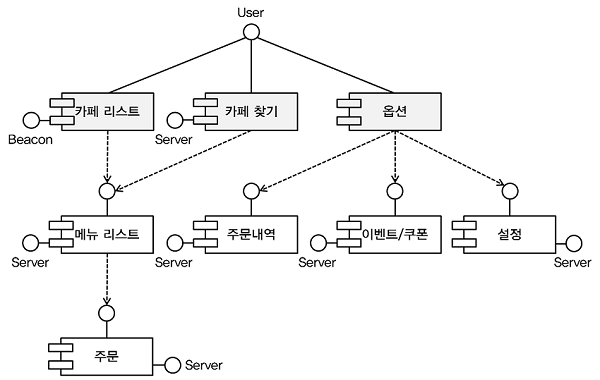 User
카페 리스트
카페 찾기
옵션
Beacon
Server
메뉴 리스트
주문내역
이벤트/쿠폰
설정
Server
Server
Server
Server
주문
Server